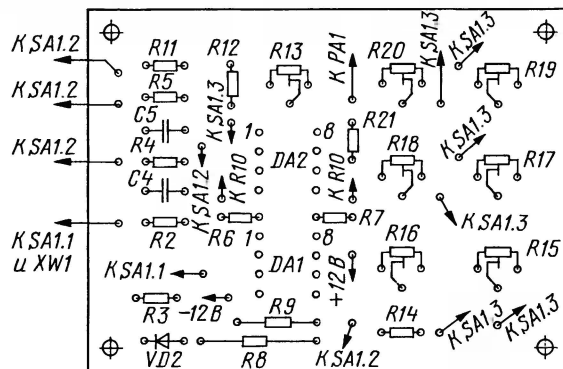 К SA1.2
R11
R12
R13
К PA1
R20
К SA1.3
К SA1.3
R19
К SA1.2
R5
К SA1.3
C5
R21
К SA1.3
1
8
К SA1.2
R4
DA2
R18
R17
C4
К SA1.2
К R10
К R10
К SA1.3
К SA1.1
и XW1
R2
R6
R7
1
8
R16
R15
К SA1.1
DA1
+12 В
R3
-12В
R9
R14
К SA1.3
К SA1.3
VD2
R8
К SA1.2